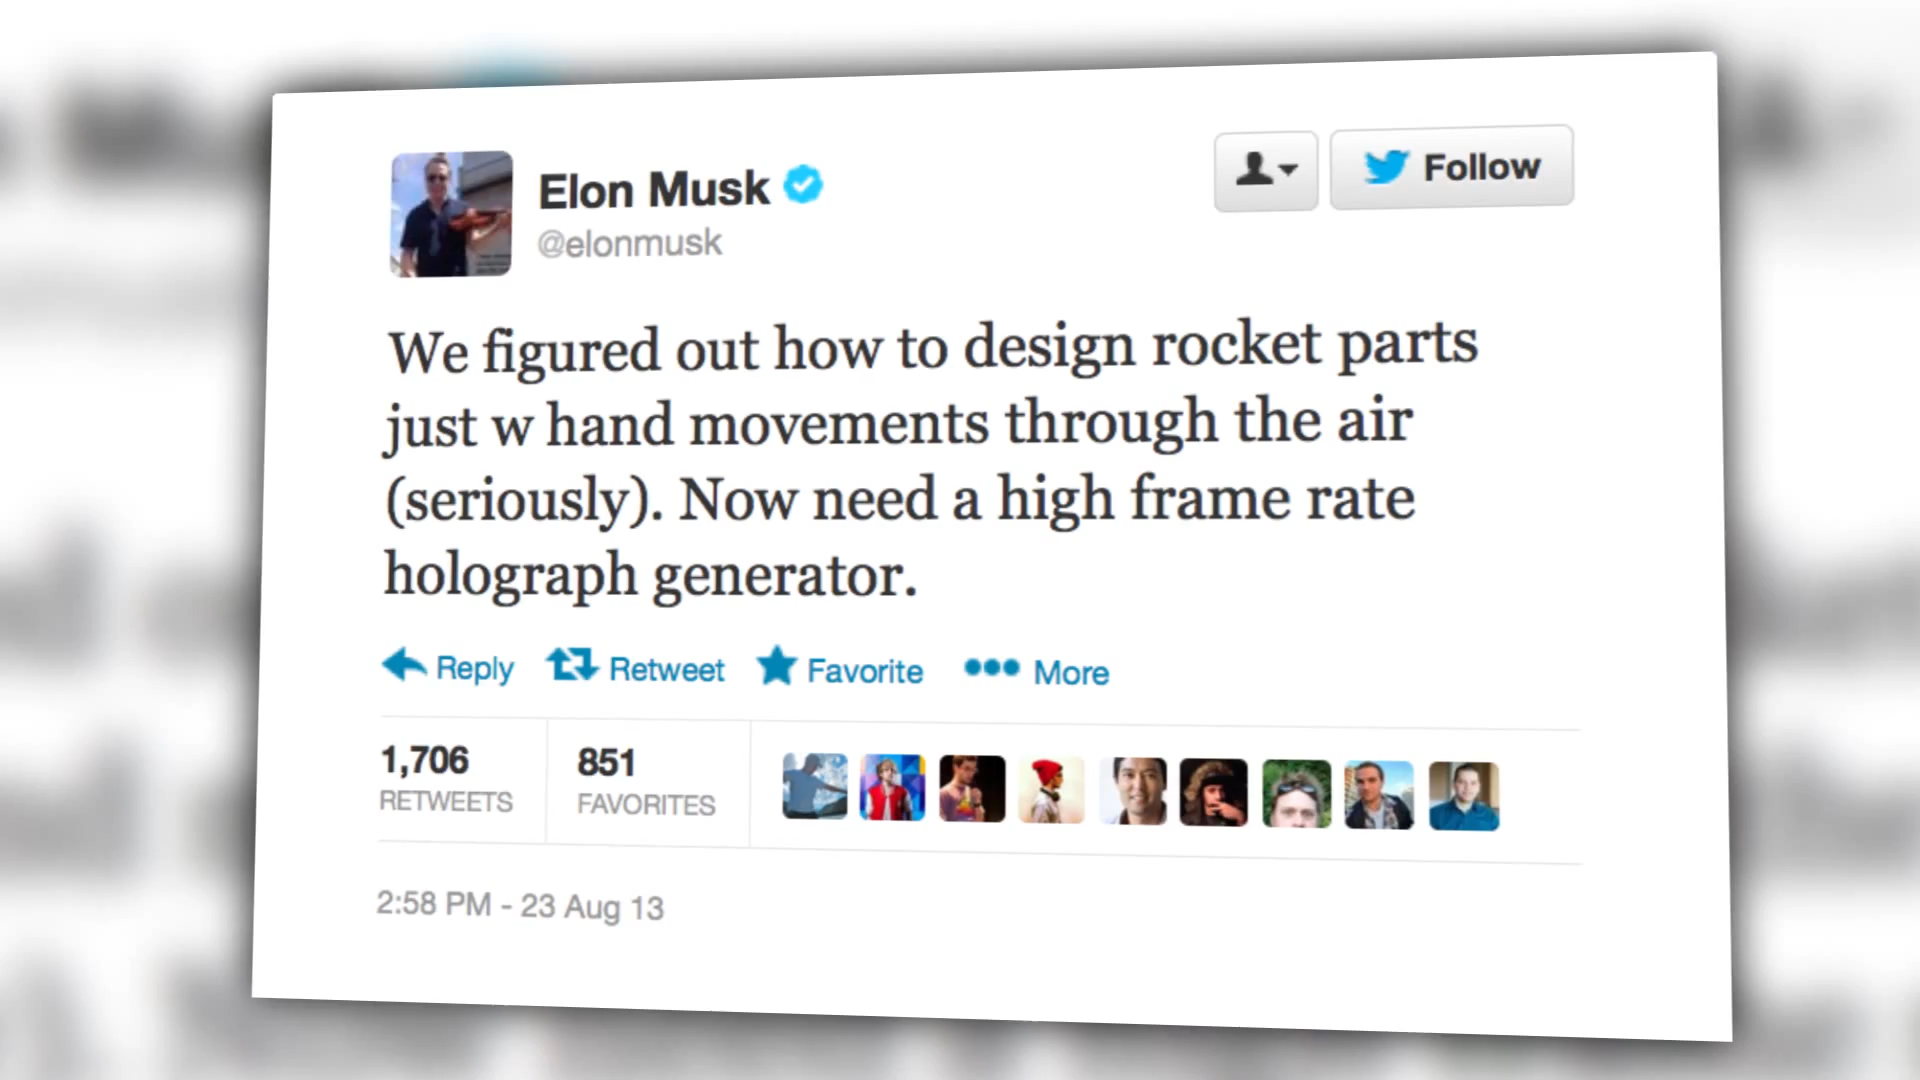 Elon Musk
@elonmusk
Follow
We figured out how to design rocket parts
just w hand movements through the air
(seriously). Now need a high frame rate
holograph generator.
Reply Retweet Favorite More
1,706 851
RETWEETS FAVORITES
2:58 PM - 23 Aug 13